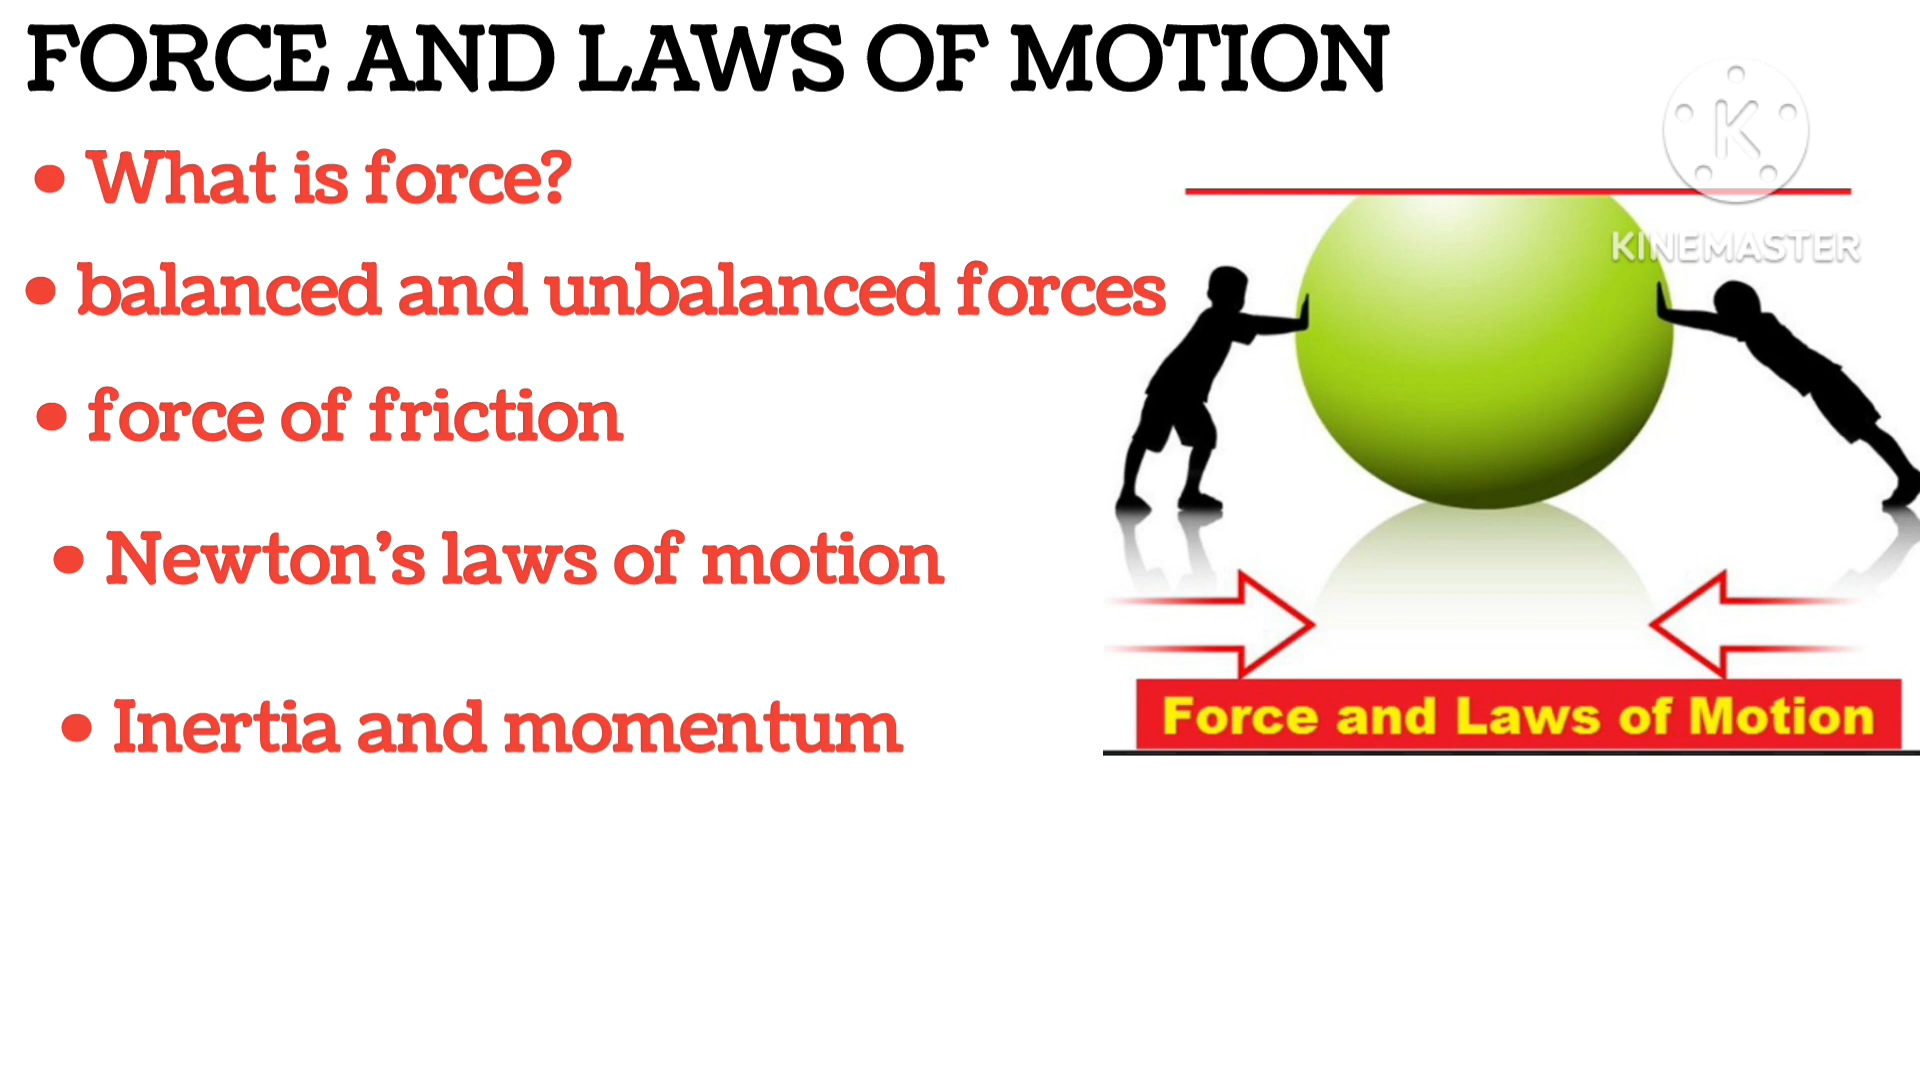 FORCE AND LAWS OF MOTION
• What is force?
• balanced and unbalanced forces
• force of friction
• Newton’s laws of motion
• Inertia and momentum
K
KINEMASTER
Force and Laws of Motion